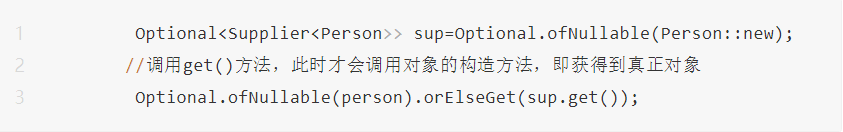 1 Optional<Supplier<Person>> sup=Optional.ofNullable(Person::new);
2 //调用get()方法，此时才会调用对象的构造方法，即获得到真正对象
3 Optional.ofNullable(person).orElseGet(sup.get());